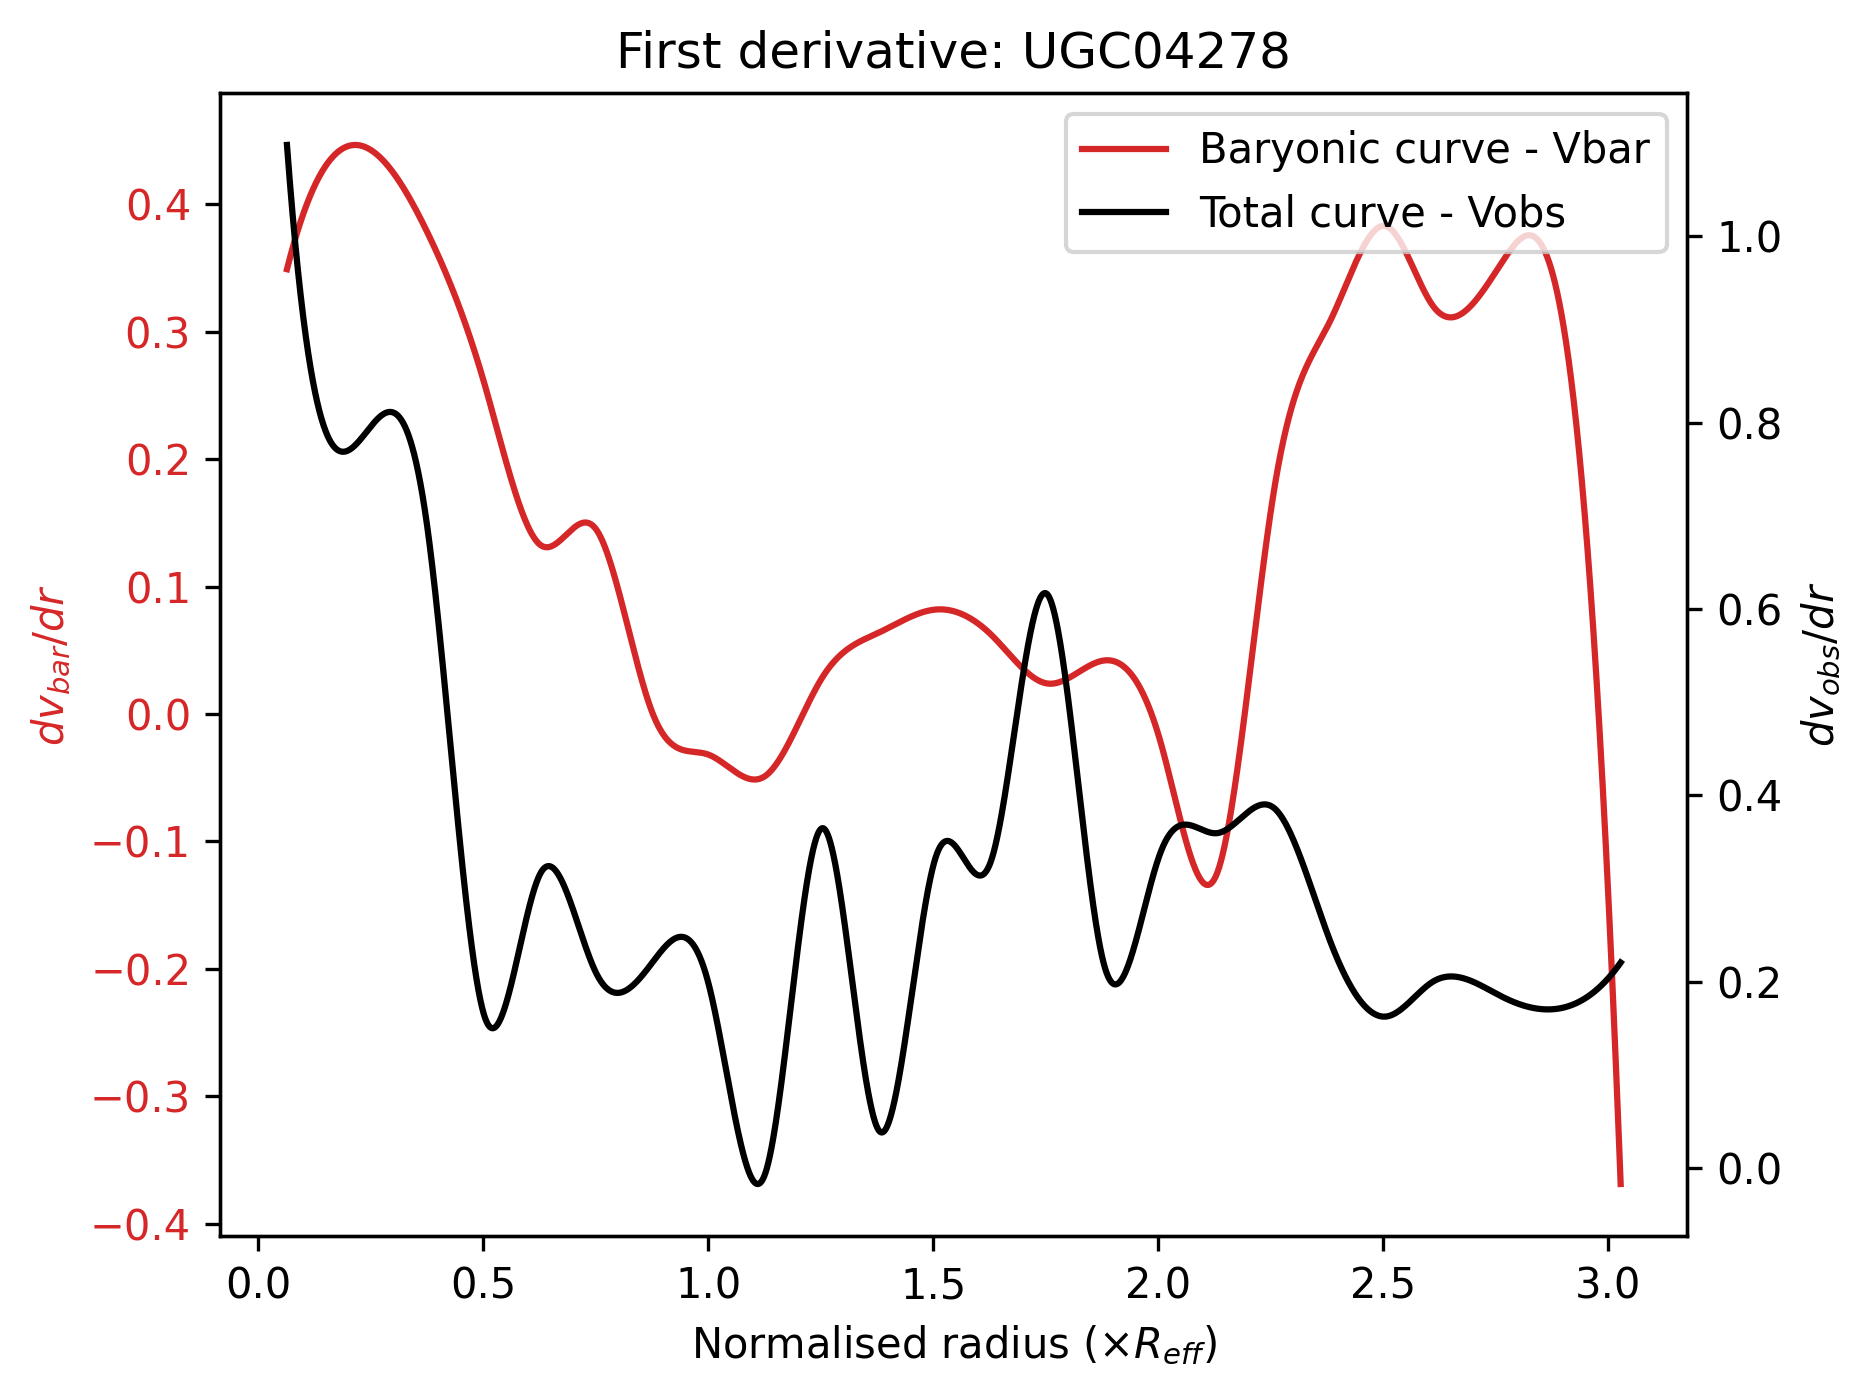 First derivative: UGC04278
Baryonic curve - Vbar
Total curve - Vobs
0.4
0.3
0.2
0.1
0.0
−0.1
−0.2
−0.3
−0.4
dv_bar/dr
1.0
0.8
0.6
0.4
0.2
0.0
dv_obs/dr
0.0 0.5 1.0 1.5 2.0 2.5 3.0
Normalised radius (×R_eff)